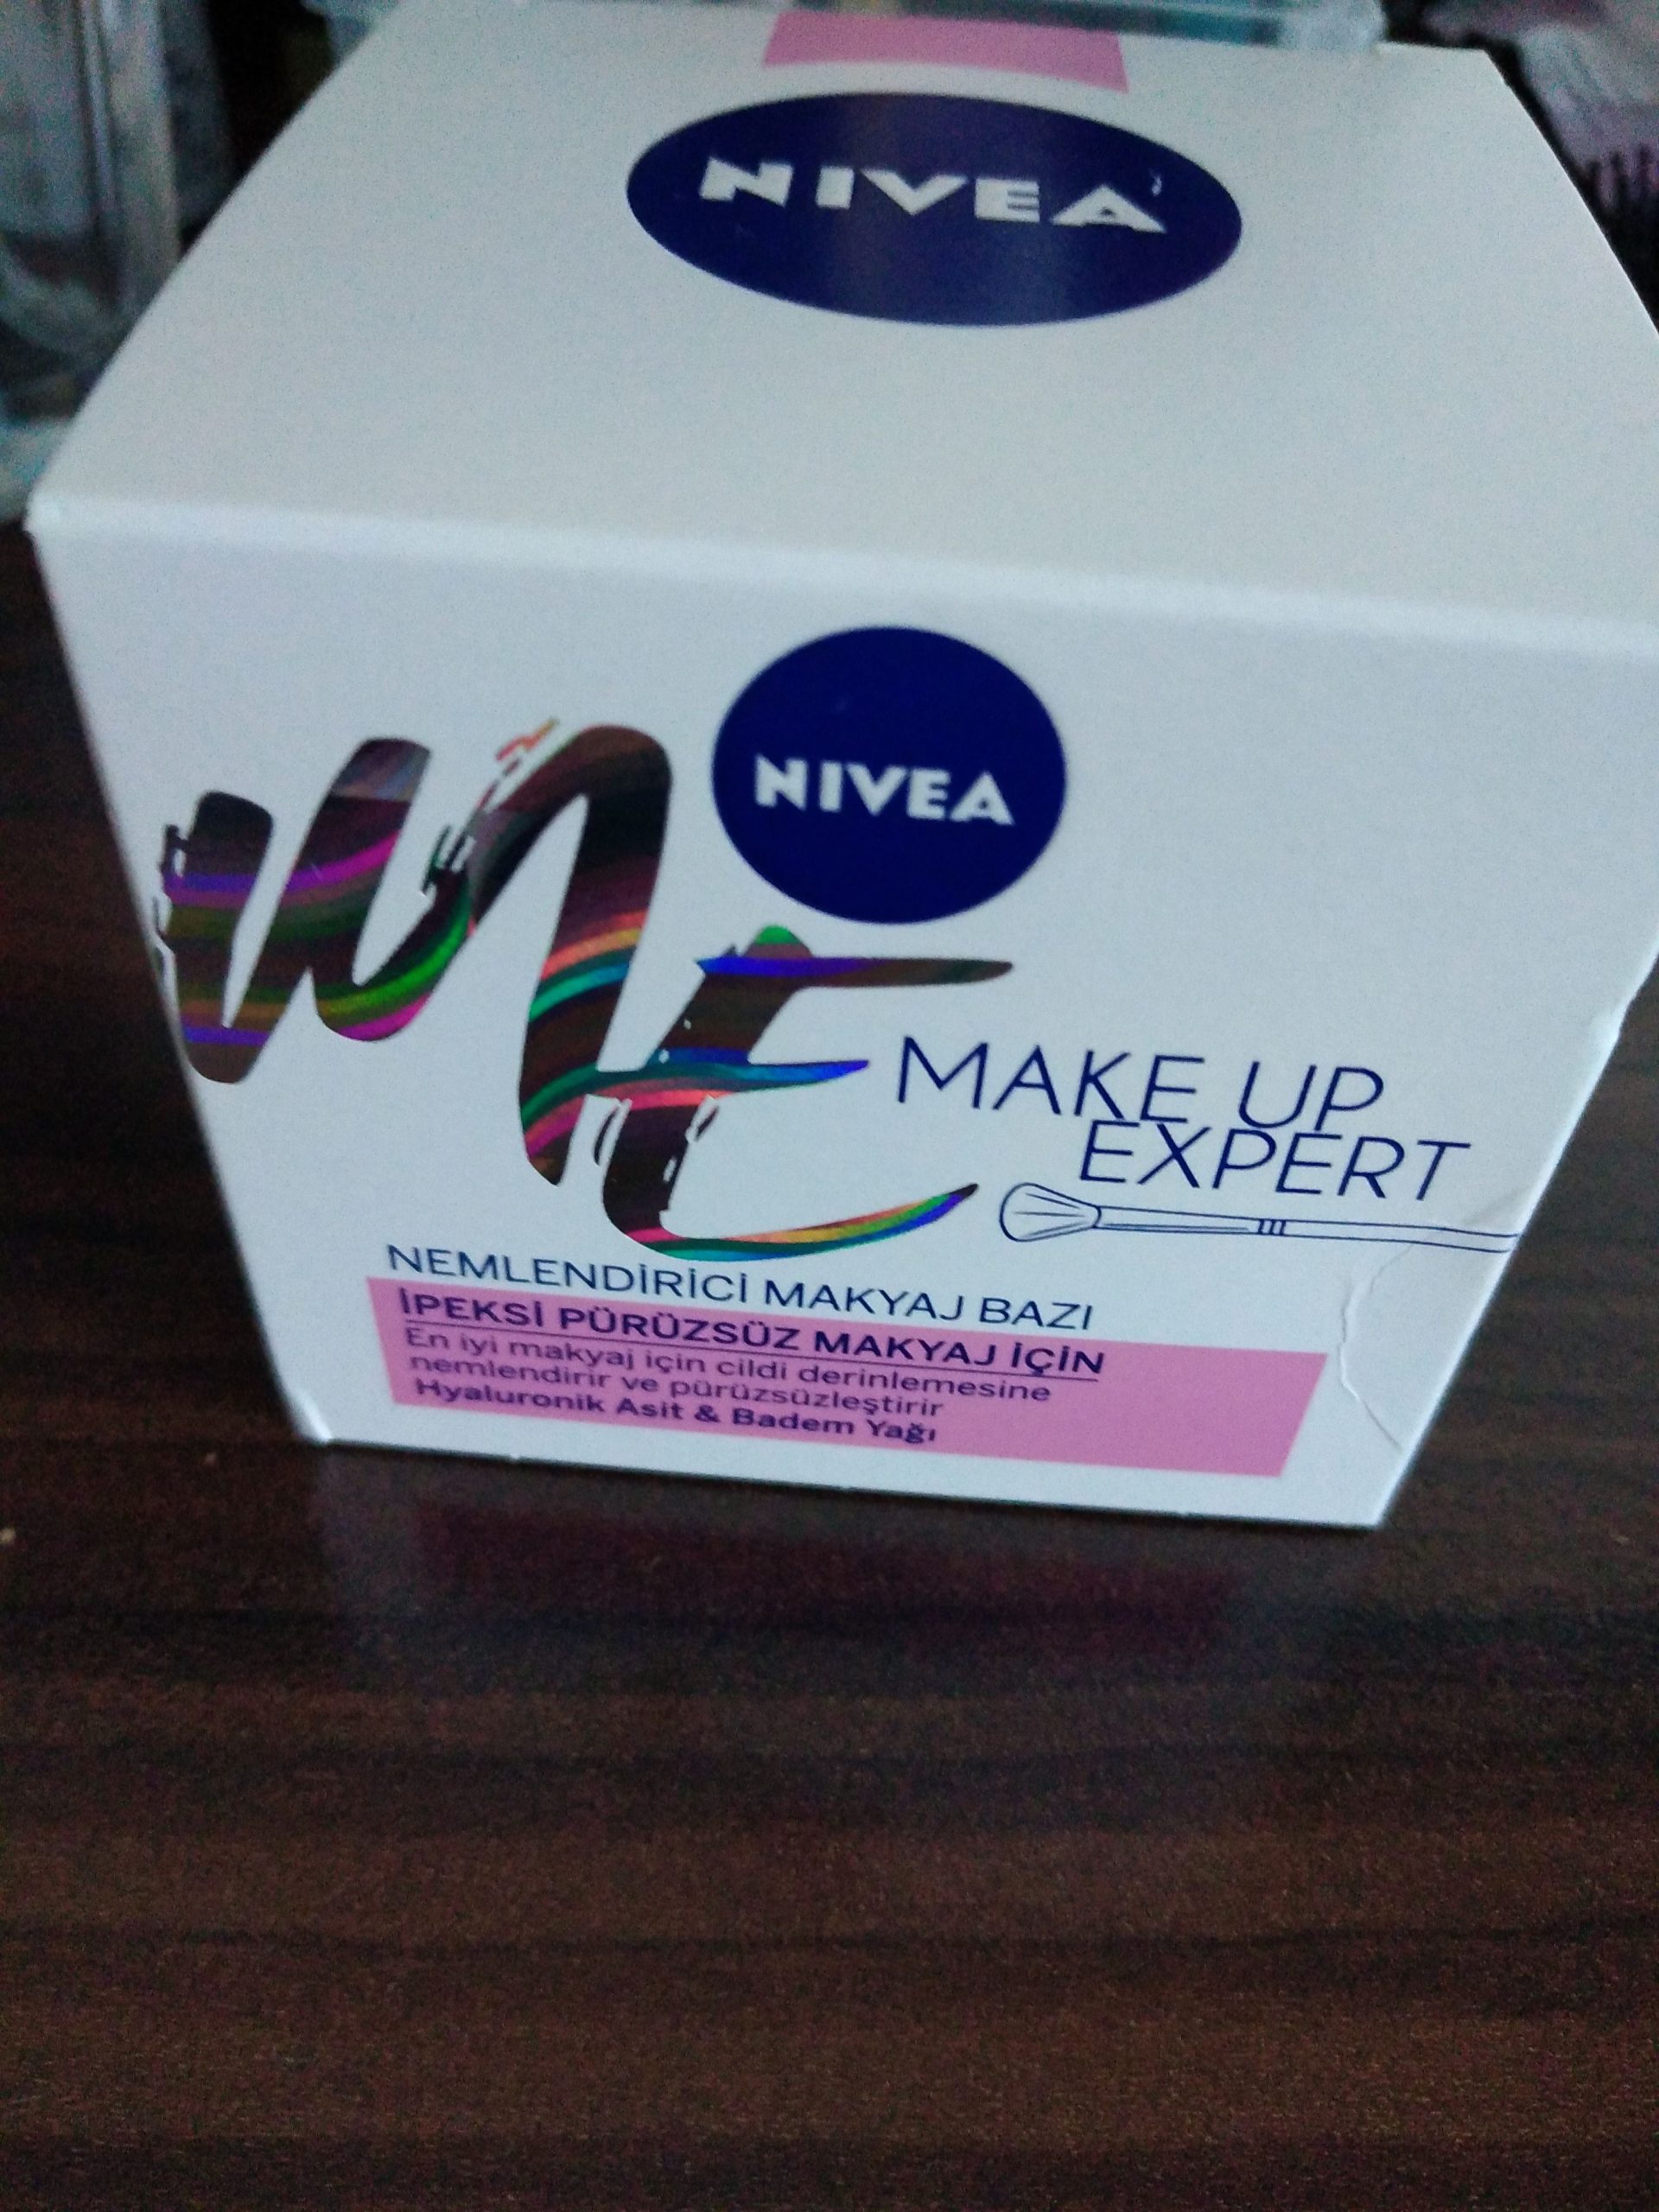 NIVEA
NIVEA
ME
MAKE UP
EXPERT
NEMLENDİRİCİ MAKYAJ BAZI
İPEKSİ PÜRÜZSÜZ MAKYAJ İÇİN
En iyi makyaj için cildi derinlemesine
nemlendirir ve pürüzsüzleştirir
Hyaluronik Asit & Badem Yağı